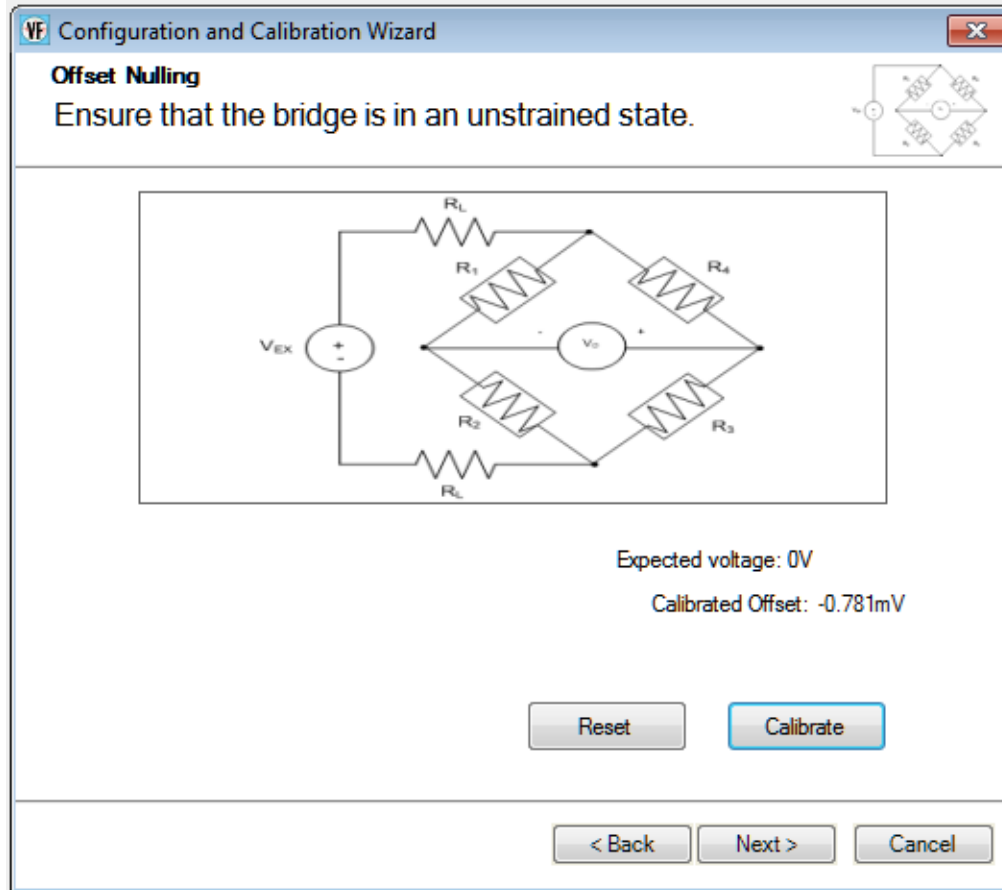 VF Configuration and Calibration Wizard
Offset Nulling
Ensure that the bridge is in an unstrained state.
RL
R1
R4
VEX
+
-
-
Vo
+
R2
R3
RL
Expected voltage: 0V
Calibrated Offset: -0.781mV
Reset
Calibrate
< Back
Next >
Cancel